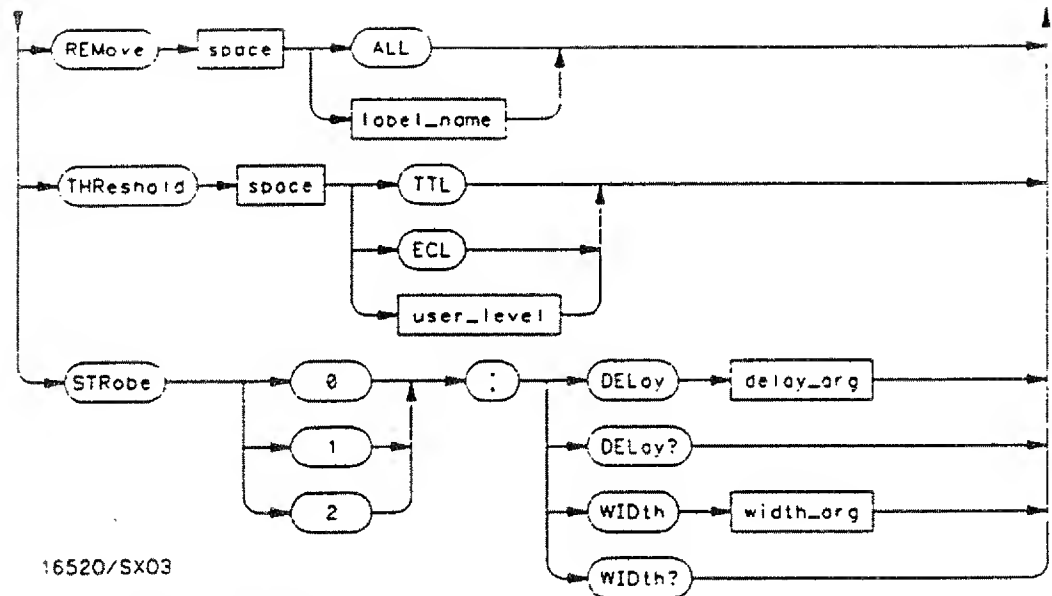 REMove space ALL
label_name
THReshold space TTL
ECL
user_level
STRobe 0 : DELay delay_arg
1 DELay?
2 WIDth width_arg
WIDth?
16520/SX03